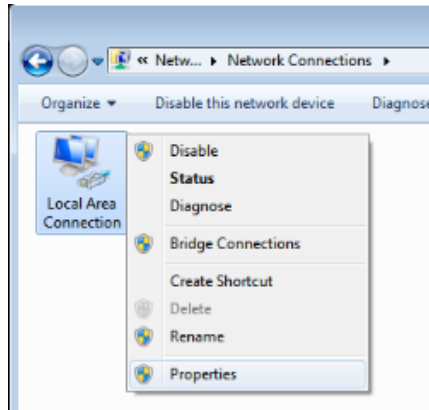 « Netw... ▸ Network Connections ▸
Organize ▾ Disable this network device Diagnose
Local Area
Connection
Disable
Status
Diagnose
Bridge Connections
Create Shortcut
Delete
Rename
Properties